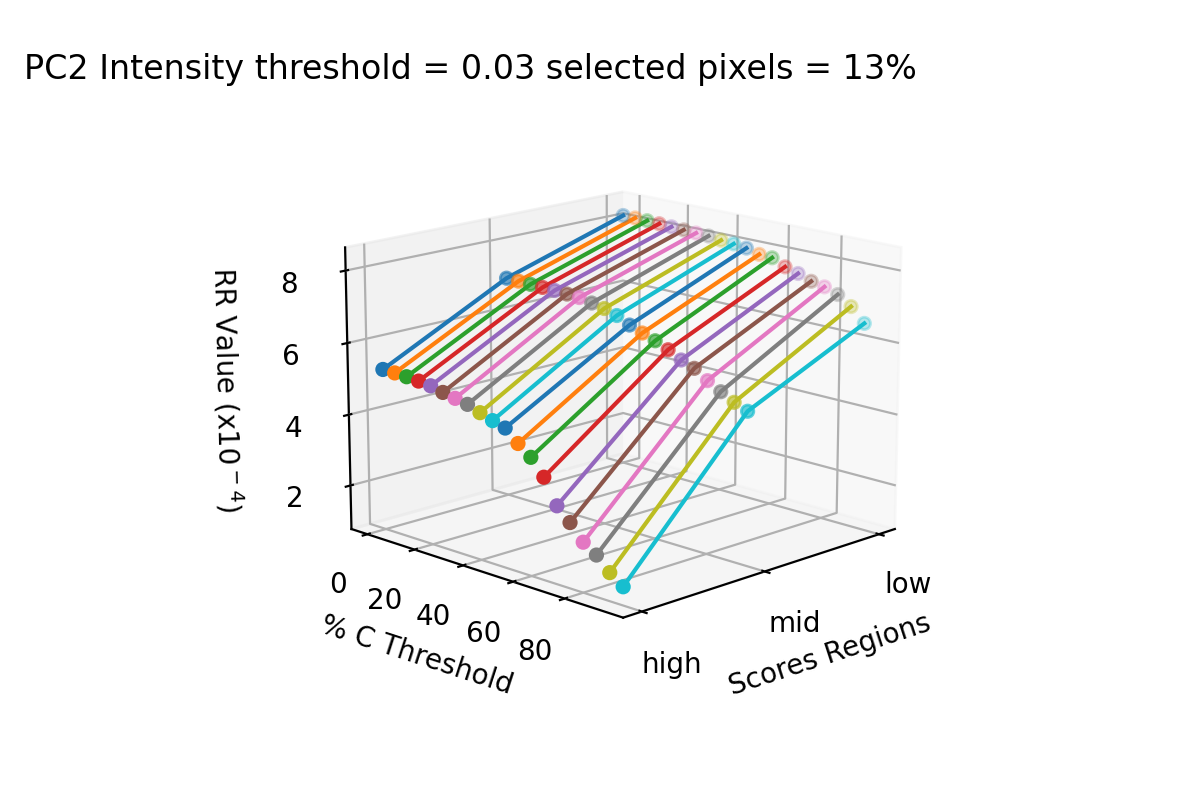 PC2 Intensity threshold = 0.03 selected pixels = 13%
RR Value (x10⁻⁴)
8
6
4
2
0
20
40
60
80
% C Threshold
high
mid
low
Scores Regions